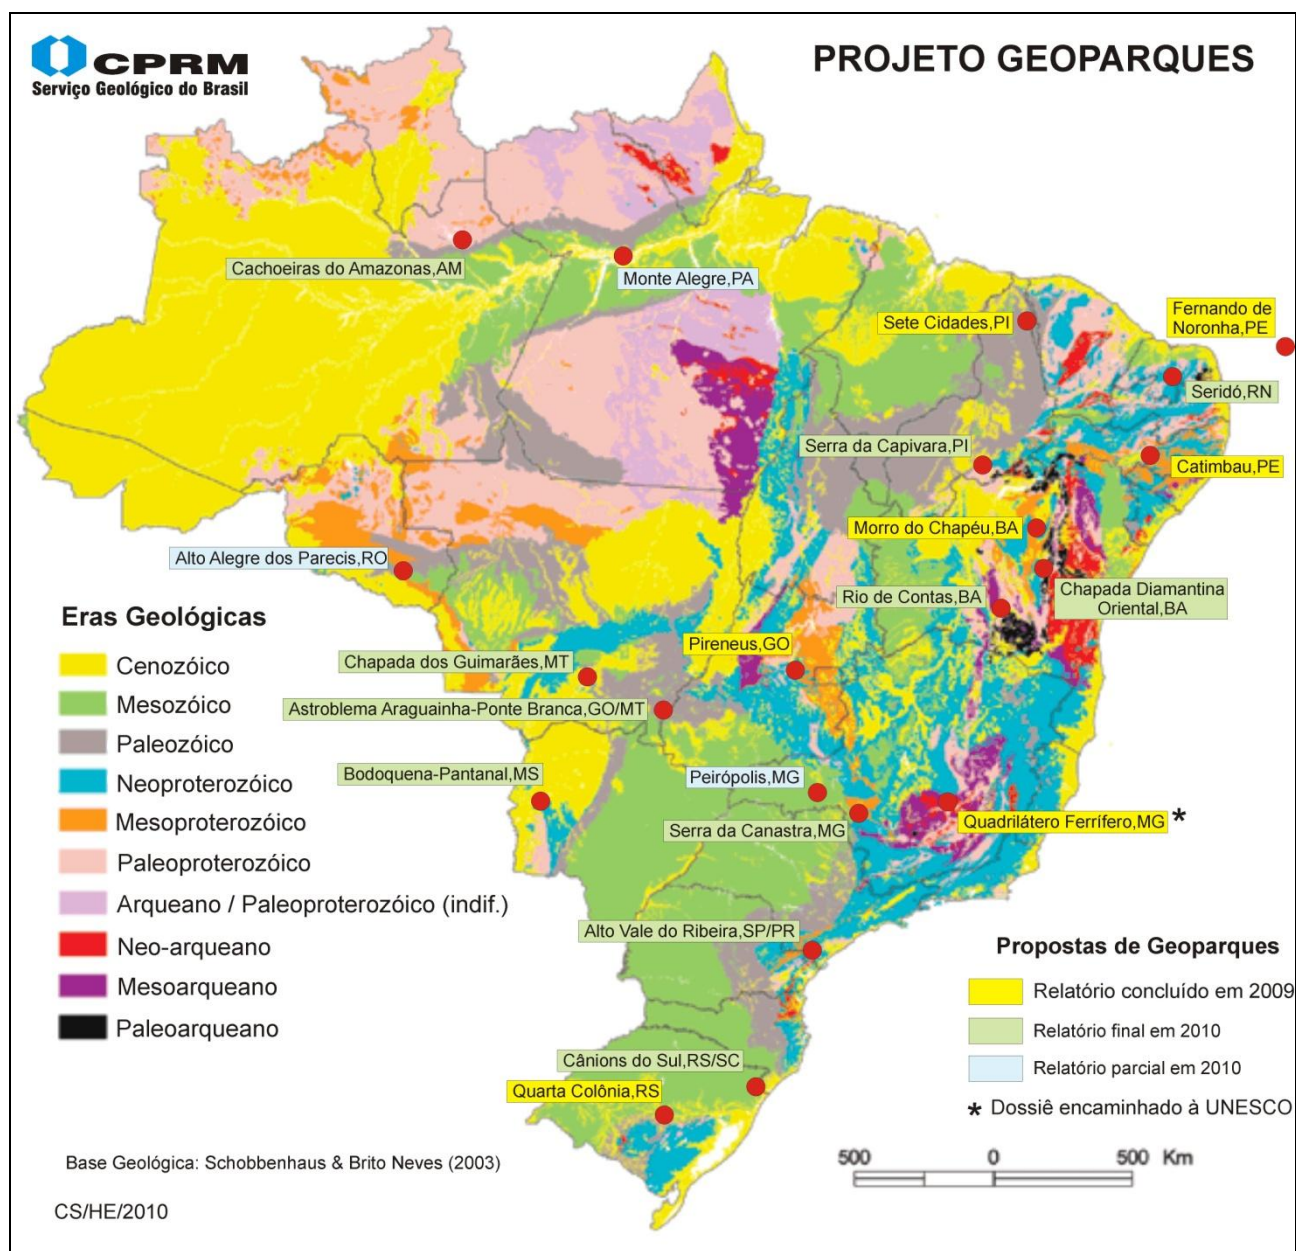 CPRM
Serviço Geológico do Brasil
PROJETO GEOPARQUES
Cachoeiras do Amazonas,AM
Monte Alegre,PA
Sete Cidades,PI
Fernando de
Noronha,PE
Seridó,RN
Serra da Capivara,PI
Catimbau,PE
Morro do Chapéu,BA
Alto Alegre dos Parecis,RO
Rio de Contas,BA
Chapada Diamantina
Oriental,BA
Pireneus,GO
Chapada dos Guimarães,MT
Astroblema Araguainha-Ponte Branca,GO/MT
Bodoquena-Pantanal,MS
Peirópolis,MG
Serra da Canastra,MG
Quadrilátero Ferrífero,MG *
Alto Vale do Ribeira,SP/PR
Cânions do Sul,RS/SC
Quarta Colônia,RS
Eras Geológicas
Cenozóico
Mesozóico
Paleozóico
Neoproterozóico
Mesoproterozóico
Paleoproterozóico
Arqueano / Paleoproterozóico (indif.)
Neo-arqueano
Mesoarqueano
Paleoarqueano
Propostas de Geoparques
Relatório concluído em 2009
Relatório final em 2010
Relatório parcial em 2010
* Dossiê encaminhado à UNESCO
500 0 500 Km
Base Geológica: Schobbenhaus & Brito Neves (2003)
CS/HE/2010